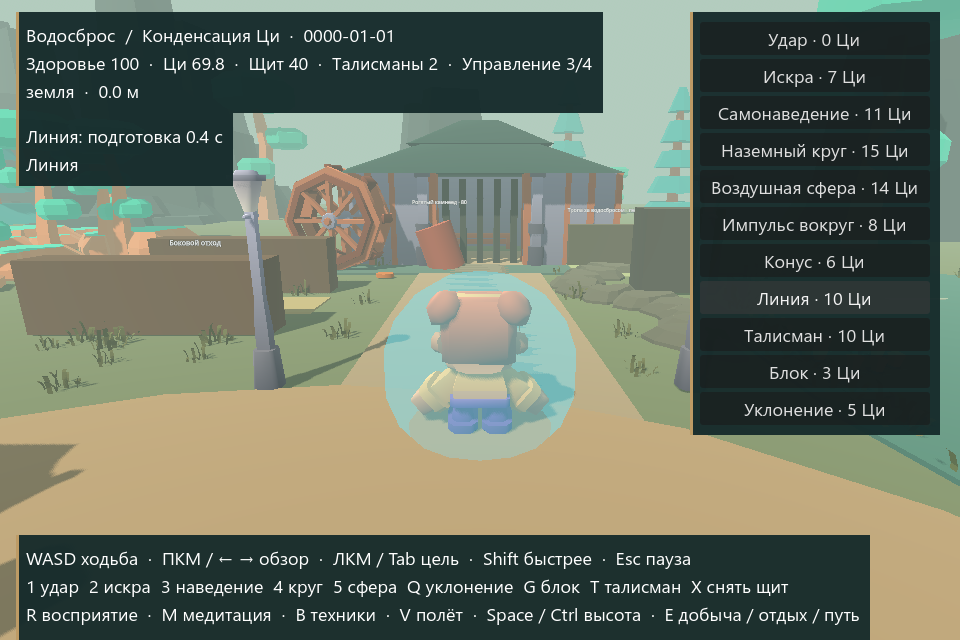 Водосброс / Конденсация Ци · 0000-01-01
Здоровье 100 · Ци 69.8 · Щит 40 · Талисманы 2 · Управление 3/4
земля · 0.0 м
Линия: подготовка 0.4 с
Линия
Удар · 0 Ци
Искра · 7 Ци
Самонаведение · 11 Ци
Наземный круг · 15 Ци
Воздушная сфера · 14 Ци
Импульс вокруг · 8 Ци
Конус · 6 Ци
Линия · 10 Ци
Талисман · 10 Ци
Блок · 3 Ци
Уклонение · 5 Ци
Боковой отход
WASD ходьба · ПКМ / ← → обзор · ЛКМ / Tab цель · Shift быстрее · Esc пауза
1 удар 2 искра 3 наведение 4 круг 5 сфера Q уклонение G блок T талисман X снять щит
R восприятие · M медитация · B техники · V полёт · Space / Ctrl высота · E добыча / отдых / путь